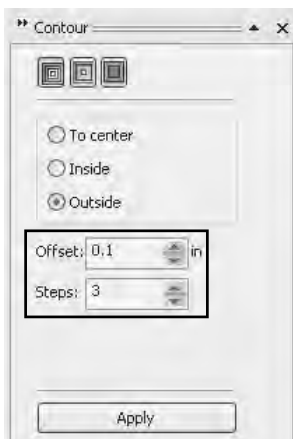 Contour
To center
Inside
Outside
Offset: 0.1 in
Steps: 3
Apply